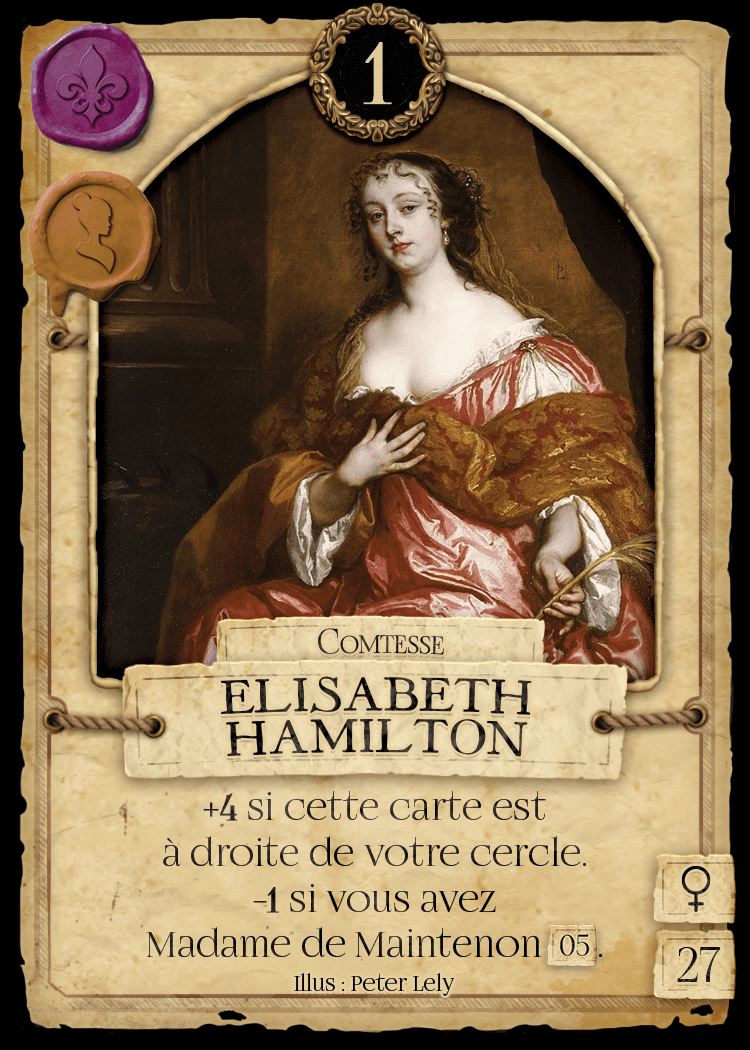 1
COMTESSE
ELISABETH
HAMILTON
+4 si cette carte est
à droite de votre cercle.
-1 si vous avez
Madame de Maintenon 05.
Illus : Peter Lely
♀
27